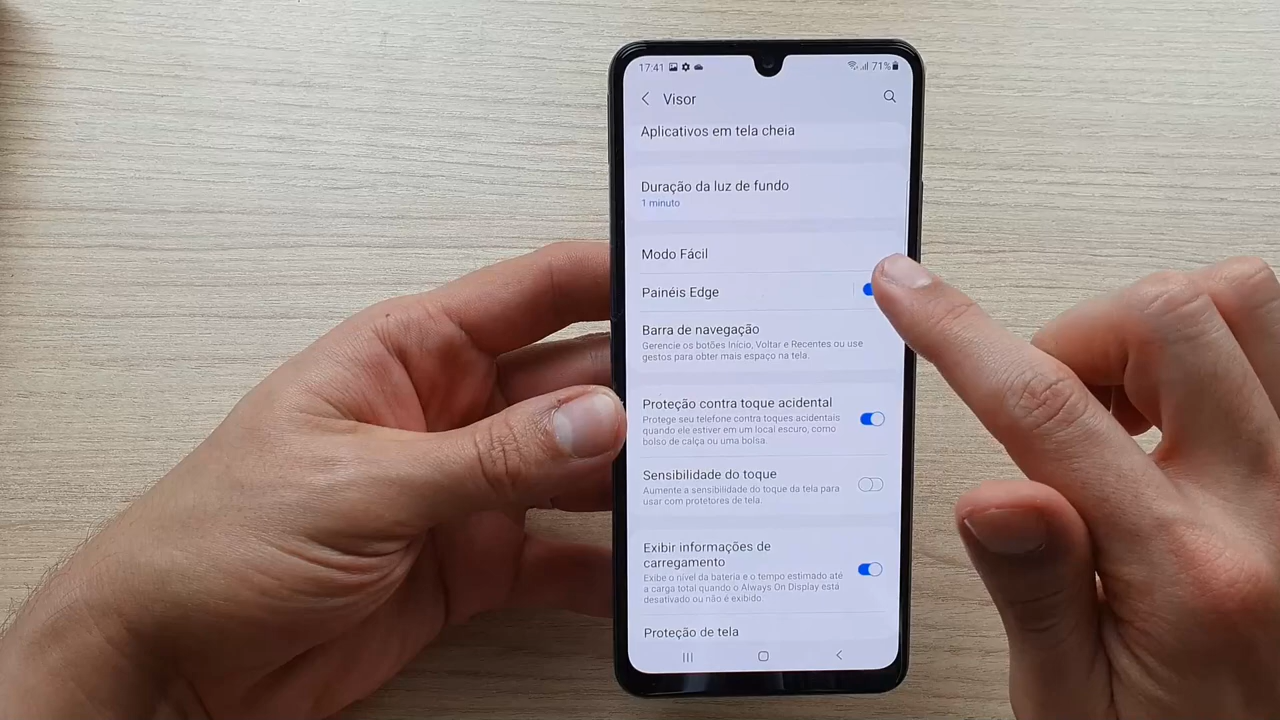 17:41
71%
Visor
Aplicativos em tela cheia
Duração da luz de fundo
1 minuto
Modo Fácil
Painéis Edge
Barra de navegação
Gerencie os botões Início, Voltar e Recentes ou use
gestos para obter mais espaço na tela.
Proteção contra toque acidental
Protege seu telefone contra toques acidentais
quando ele estiver em um local escuro, como
bolso de calça ou uma bolsa.
Sensibilidade do toque
Aumente a sensibilidade do toque da tela para
usar com protetores de tela.
Exibir informações de
carregamento
Exibe o nível da bateria e o tempo estimado até
a carga total quando o Always On Display está
desativado ou não é exibido.
Proteção de tela